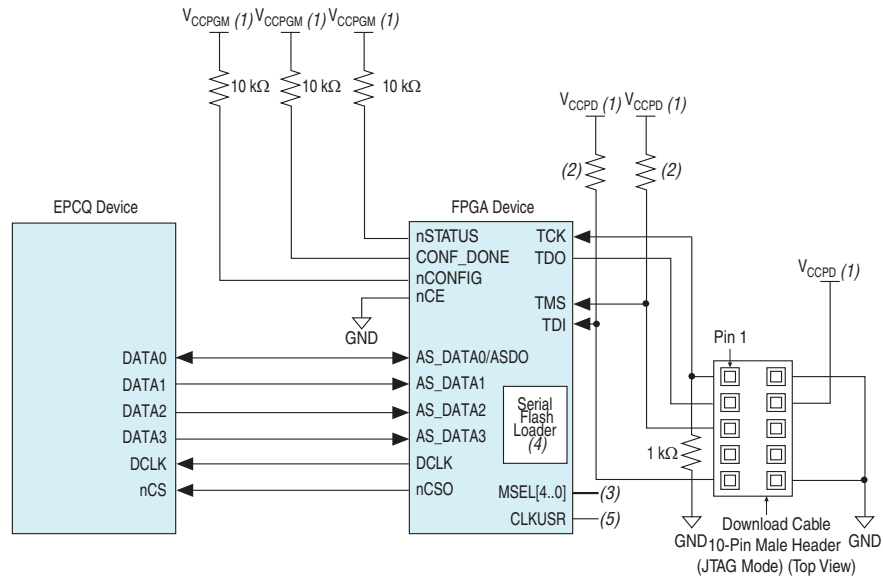 VCCPGM (1) VCCPGM (1) VCCPGM (1)
10 kΩ 10 kΩ 10 kΩ
VCCPD (1) VCCPD (1)
(2) (2)
EPCQ Device
FPGA Device
nSTATUS TCK
CONF_DONE TDO
nCONFIG
nCE TMS
TDI
GND
VCCPD (1)
Pin 1
DATA0 AS_DATA0/ASDO
DATA1 AS_DATA1
DATA2 AS_DATA2
DATA3 AS_DATA3
DCLK DCLK
nCS nCSO
Serial
Flash
Loader
(4)
1 kΩ
MSEL[4..0] (3)
CLKUSR (5)
GND
GND
Download Cable
10-Pin Male Header
(JTAG Mode) (Top View)